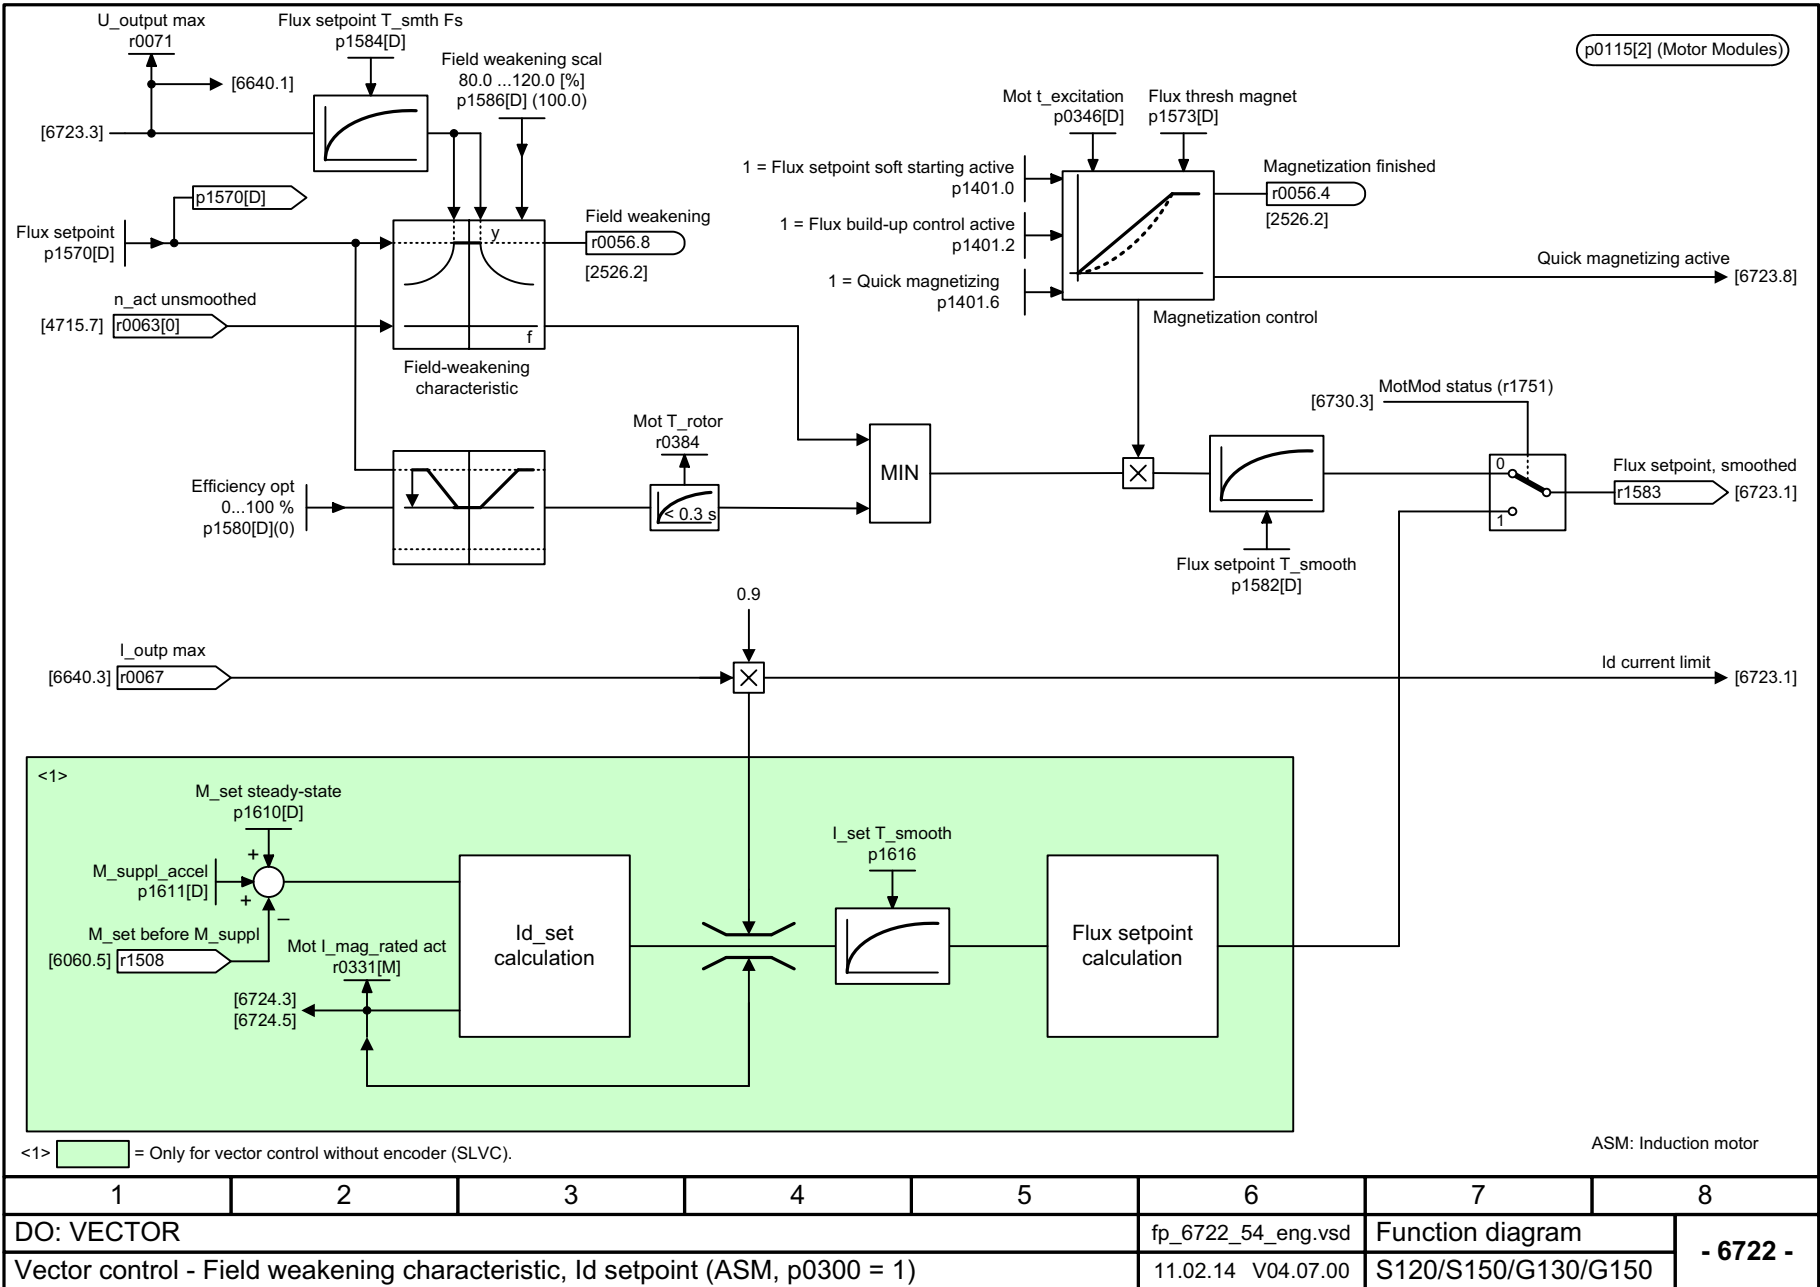 U_output max
r0071
[6640.1]
[6723.3]
Flux setpoint T_smth Fs
p1584[D]
Field weakening scal
80.0 ...120.0 [%]
p1586[D] (100.0)
p0115[2] (Motor Modules)
p1570[D]
Flux setpoint
p1570[D]
n_act unsmoothed
[4715.7] r0063[0]
y
f
Field-weakening
characteristic
Field weakening
r0056.8
[2526.2]
Mot t_excitation
p0346[D]
Flux thresh magnet
p1573[D]
1 = Flux setpoint soft starting active
p1401.0
1 = Flux build-up control active
p1401.2
1 = Quick magnetizing
p1401.6
Magnetization finished
r0056.4
[2526.2]
Quick magnetizing active
[6723.8]
Magnetization control
Efficiency opt
0...100 %
p1580[D](0)
Mot T_rotor
r0384
< 0.3 s
MIN
Flux setpoint T_smooth
p1582[D]
MotMod status (r1751)
[6730.3]
0
1
Flux setpoint, smoothed
r1583 [6723.1]
0.9
I_outp max
[6640.3] r0067
Id current limit
[6723.1]
<1>
M_set steady-state
p1610[D]
+
M_suppl_accel
p1611[D]
+
–
M_set before M_suppl
[6060.5] r1508
Mot I_mag_rated act
r0331[M]
[6724.3]
[6724.5]
Id_set
calculation
I_set T_smooth
p1616
Flux setpoint
calculation
<1> = Only for vector control without encoder (SLVC).
ASM: Induction motor
1 2 3 4 5 6 7 8
DO: VECTOR
fp_6722_54_eng.vsd
Function diagram
- 6722 -
Vector control - Field weakening characteristic, Id setpoint (ASM, p0300 = 1)
11.02.14 V04.07.00
S120/S150/G130/G150